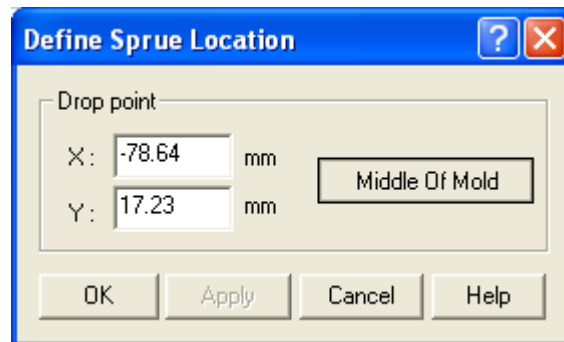 Define Sprue Location
Drop point
X: -78.64 mm
Middle Of Mold
Y: 17.23 mm
OK Apply Cancel Help